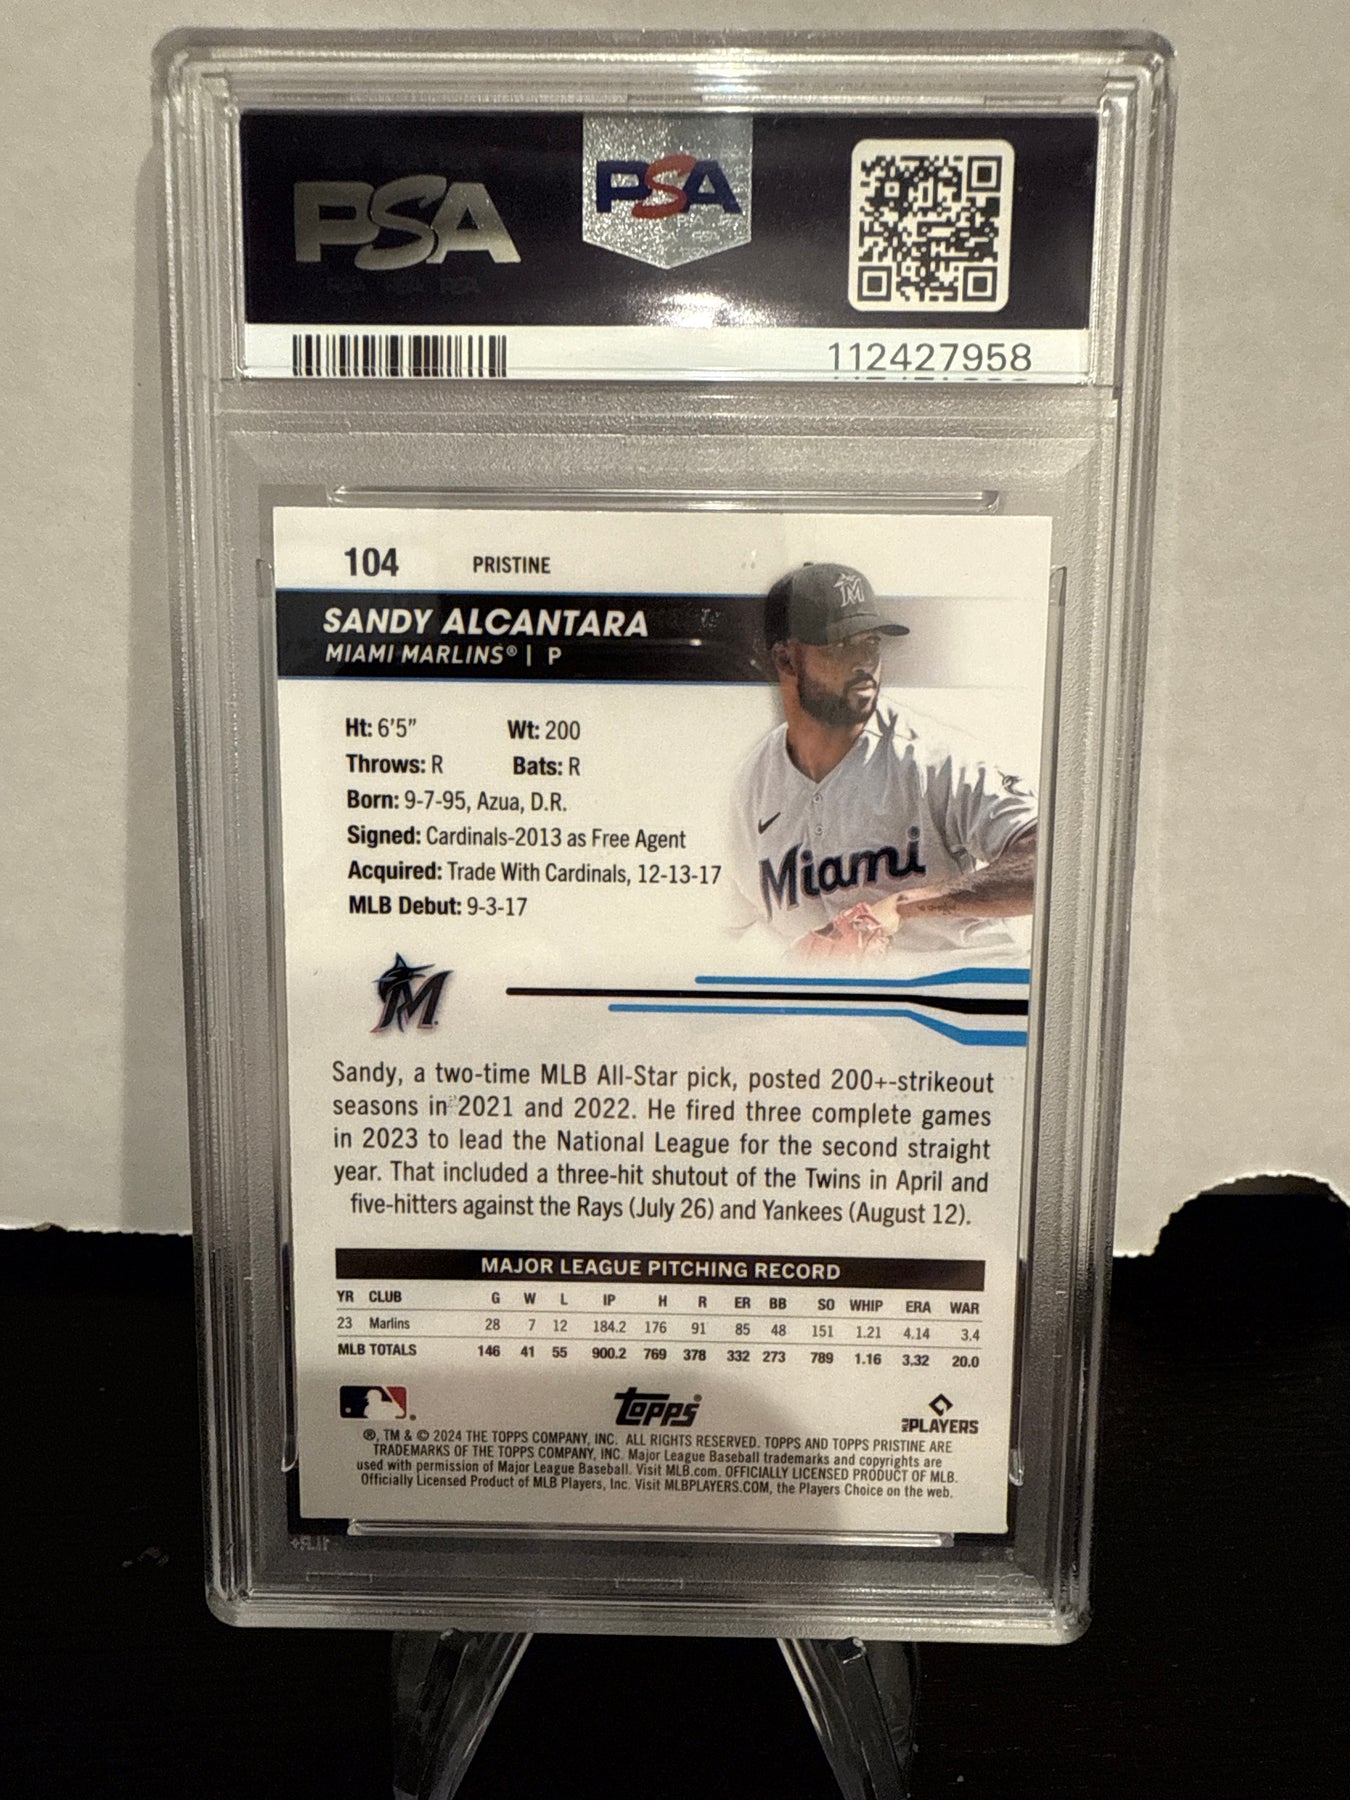 PSA
PSA
112427958
104 PRISTINE
SANDY ALCANTARA
MIAMI MARLINS® | P
Ht: 6'5" Wt: 200
Throws: R Bats: R
Born: 9-7-95, Azua, D.R.
Signed: Cardinals-2013 as Free Agent
Acquired: Trade With Cardinals, 12-13-17
MLB Debut: 9-3-17
Miami
Sandy, a two-time MLB All-Star pick, posted 200+-strikeout
seasons in 2021 and 2022. He fired three complete games
in 2023 to lead the National League for the second straight
year. That included a three-hit shutout of the Twins in April and
five-hitters against the Rays (July 26) and Yankees (August 12).
MAJOR LEAGUE PITCHING RECORD
YR CLUB G W L IP H R ER BB SO WHIP ERA WAR
23 Marlins 28 7 12 184.2 176 91 85 48 151 1.21 4.14 3.4
MLB TOTALS 146 41 55 900.2 769 378 332 273 789 1.16 3.32 20.0
topps
PLAYERS
®, TM & © 2024 THE TOPPS COMPANY, INC. ALL RIGHTS RESERVED. TOPPS AND TOPPS PRISTINE ARE
TRADEMARKS OF THE TOPPS COMPANY, INC. Major League Baseball trademarks and copyrights are
used with permission of Major League Baseball. Visit MLB.com. OFFICIALLY LICENSED PRODUCT OF MLB.
Officially Licensed Product of MLB Players, Inc. Visit MLBPLAYERS.COM, the Players Choice on the web.